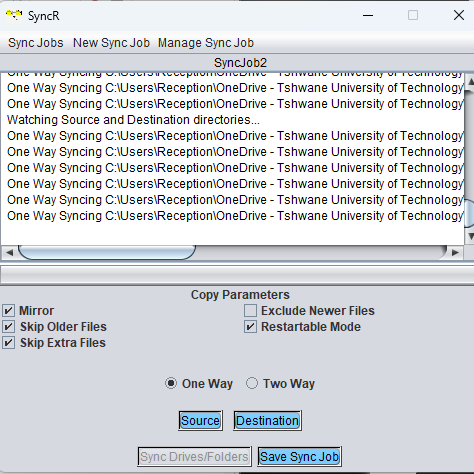 SyncR
Sync Jobs New Sync Job Manage Sync Job
SyncJob2
One Way Syncing C:\Users\Reception\OneDrive - Tshwane University of Technology
One Way Syncing C:\Users\Reception\OneDrive - Tshwane University of Technology
One Way Syncing C:\Users\Reception\OneDrive - Tshwane University of Technology
Watching Source and Destination directories...
One Way Syncing C:\Users\Reception\OneDrive - Tshwane University of Technology
One Way Syncing C:\Users\Reception\OneDrive - Tshwane University of Technology
One Way Syncing C:\Users\Reception\OneDrive - Tshwane University of Technology
One Way Syncing C:\Users\Reception\OneDrive - Tshwane University of Technology
One Way Syncing C:\Users\Reception\OneDrive - Tshwane University of Technology
One Way Syncing C:\Users\Reception\OneDrive - Tshwane University of Technology
Copy Parameters
Mirror Exclude Newer Files
Skip Older Files Restartable Mode
Skip Extra Files
One Way Two Way
Source Destination
Sync Drives/Folders Save Sync Job